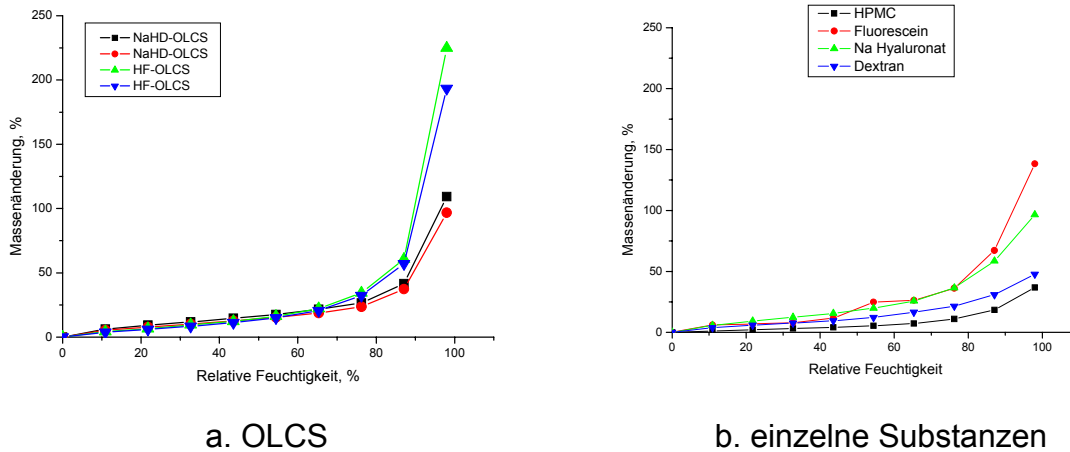 250
200
150
100
50
0
Massenänderung, %
NaHD-OLCS
NaHD-OLCS
HF-OLCS
HF-OLCS
0 20 40 60 80 100
Relative Feuchtigkeit, %
a. OLCS
HPMC
Fluorescein
Na Hyaluronat
Dextran
250
200
150
100
50
0
Massenänderung, %
0 20 40 60 80 100
Relative Feuchtigkeit
b. einzelne Substanzen